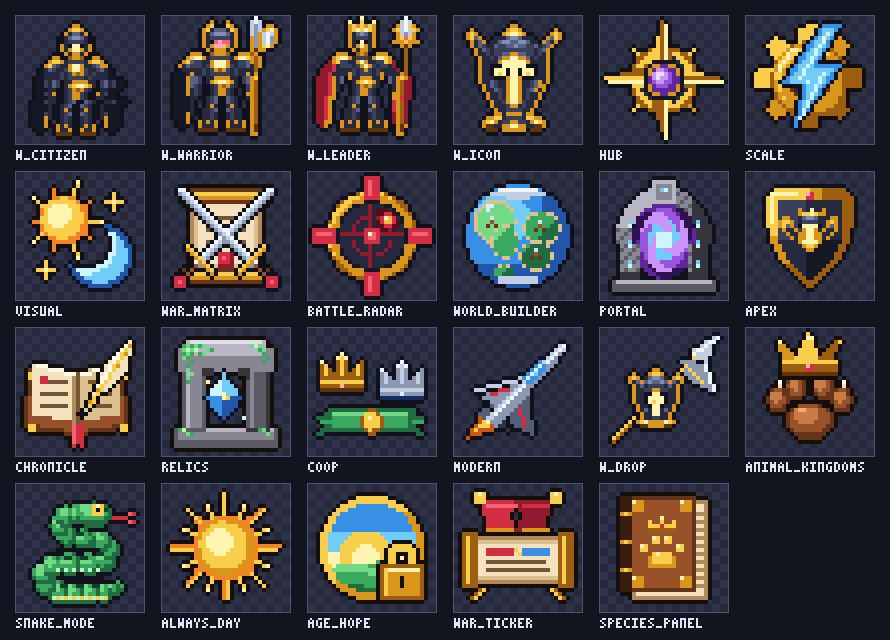 W_CITIZEN W_WARRIOR W_LEADER W_ICON HUB SCALE
VISUAL WAR_MATRIX BATTLE_RADAR WORLD_BUILDER PORTAL APEX
CHRONICLE RELICS COOP MODERN W_DROP ANIMAL_KINGDOMS
SNAKE_MODE ALWAYS_DAY AGE_HOPE WAR_TICKER SPECIES_PANEL